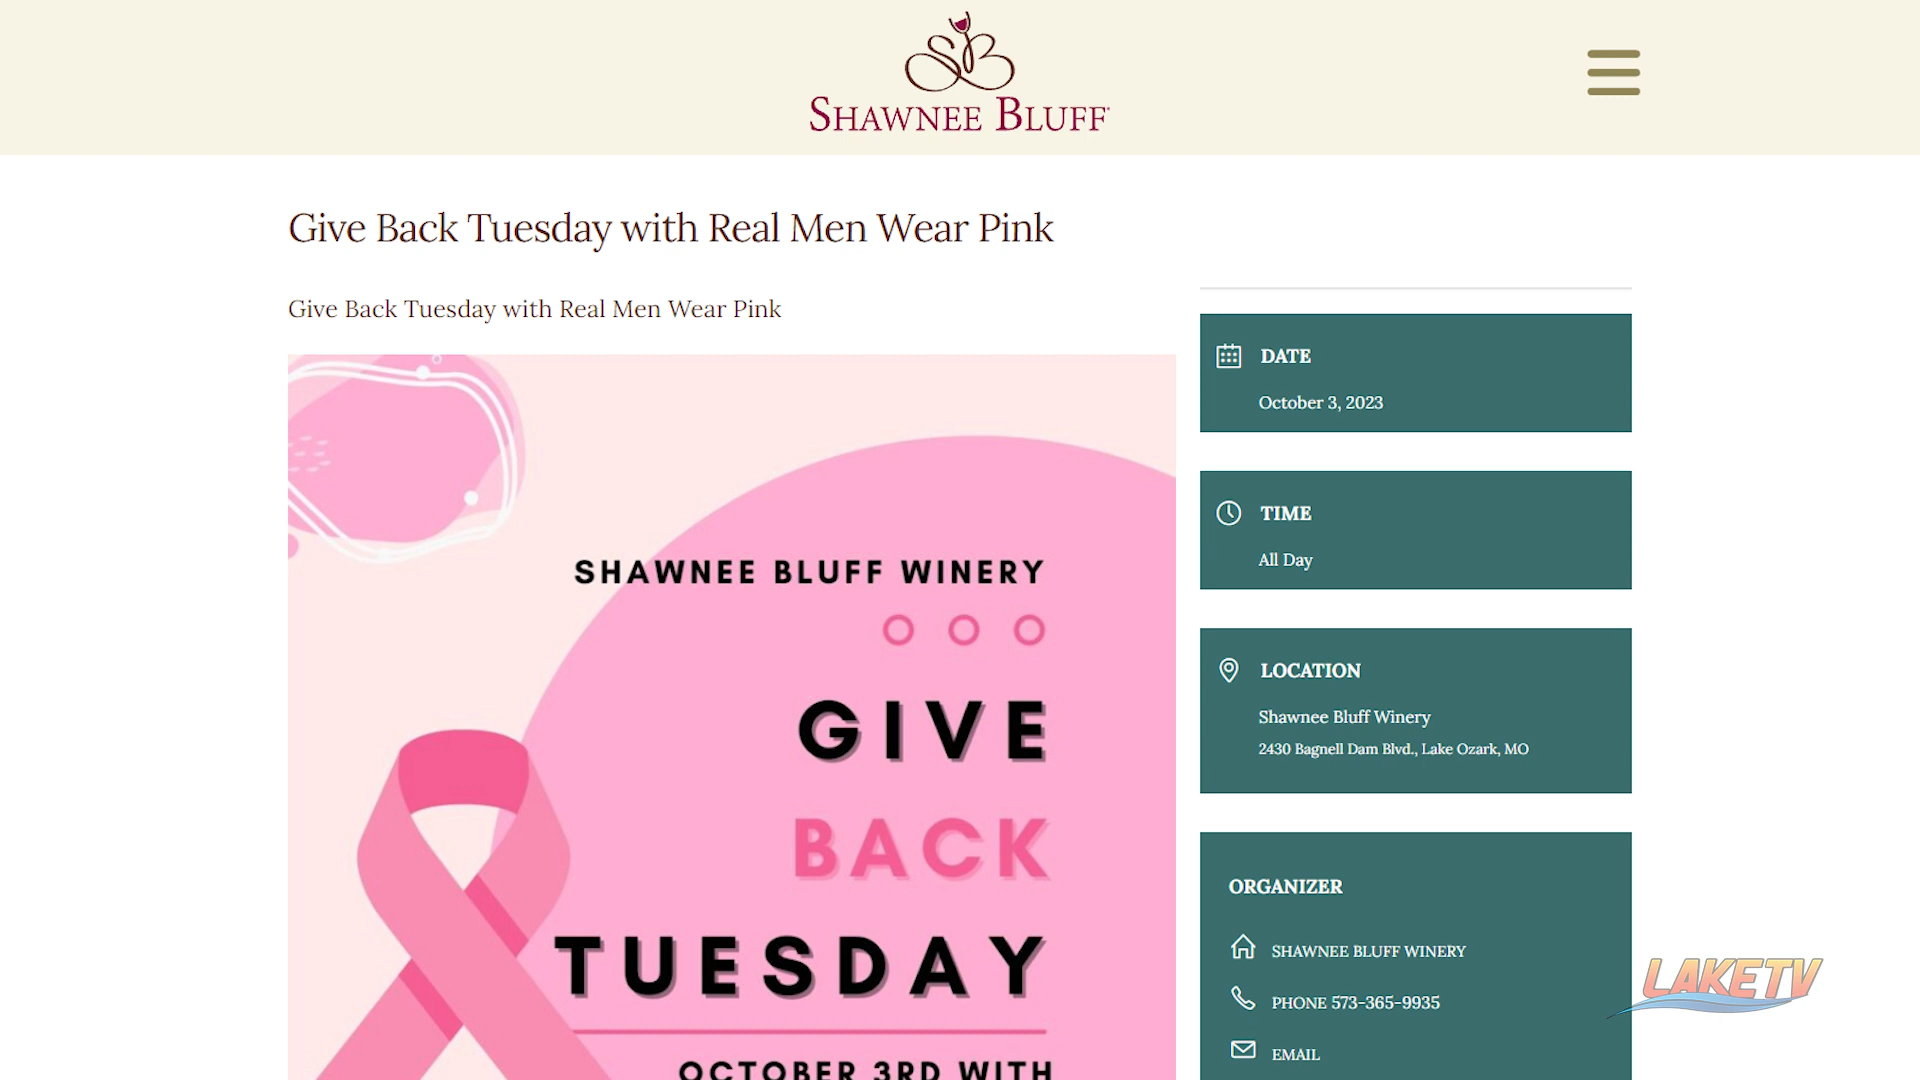 SB
SHAWNEE BLUFF
Give Back Tuesday with Real Men Wear Pink
Give Back Tuesday with Real Men Wear Pink
SHAWNEE BLUFF WINERY
GIVE
BACK
TUESDAY
OCTOBER 3RD WITH
DATE
October 3, 2023
TIME
All Day
LOCATION
Shawnee Bluff Winery
2430 Bagnell Dam Blvd., Lake Ozark, MO
ORGANIZER
SHAWNEE BLUFF WINERY
PHONE 573-365-9935
EMAIL
LAKETV